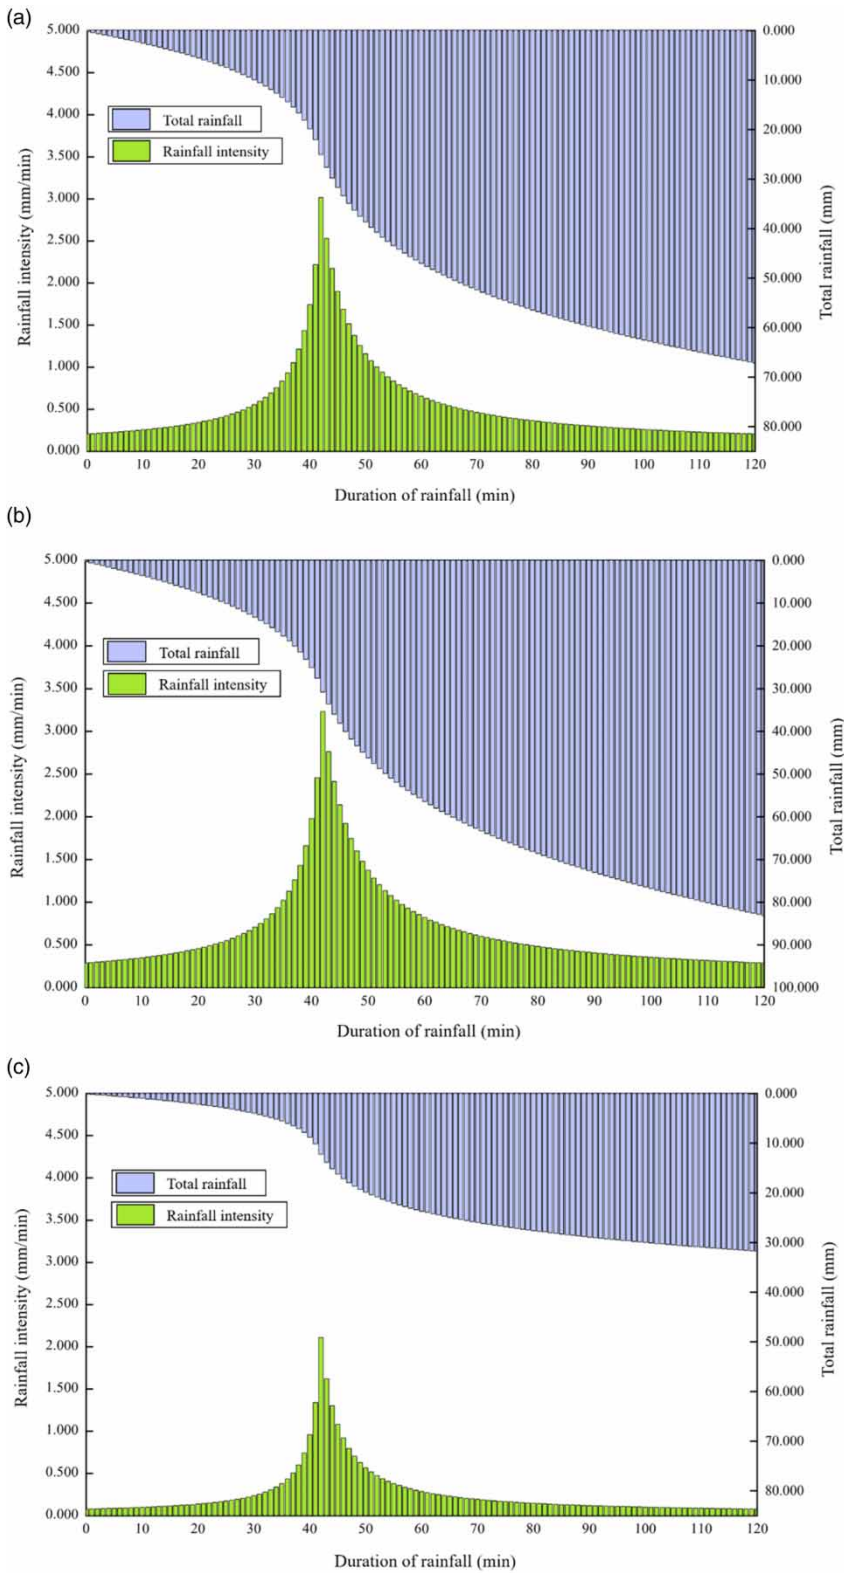 (a)
5.000
4.500
4.000
3.500
3.000
2.500
2.000
1.500
1.000
0.500
0.000
Rainfall intensity (mm/min)
Total rainfall
Rainfall intensity
0.000
10.000
20.000
30.000
40.000
50.000
60.000
70.000
80.000
Total rainfall (mm)
0 10 20 30 40 50 60 70 80 90 100 110 120
Duration of rainfall (min)
(b)
5.000
4.500
4.000
3.500
3.000
2.500
2.000
1.500
1.000
0.500
0.000
Rainfall intensity (mm/min)
Total rainfall
Rainfall intensity
0.000
10.000
20.000
30.000
40.000
50.000
60.000
70.000
80.000
90.000
100.000
Total rainfall (mm)
0 10 20 30 40 50 60 70 80 90 100 110 120
Duration of rainfall (min)
(c)
5.000
4.500
4.000
3.500
3.000
2.500
2.000
1.500
1.000
0.500
0.000
Rainfall intensity (mm/min)
Total rainfall
Rainfall intensity
0.000
10.000
20.000
30.000
40.000
50.000
60.000
70.000
80.000
Total rainfall (mm)
0 10 20 30 40 50 60 70 80 90 100 110 120
Duration of rainfall (min)